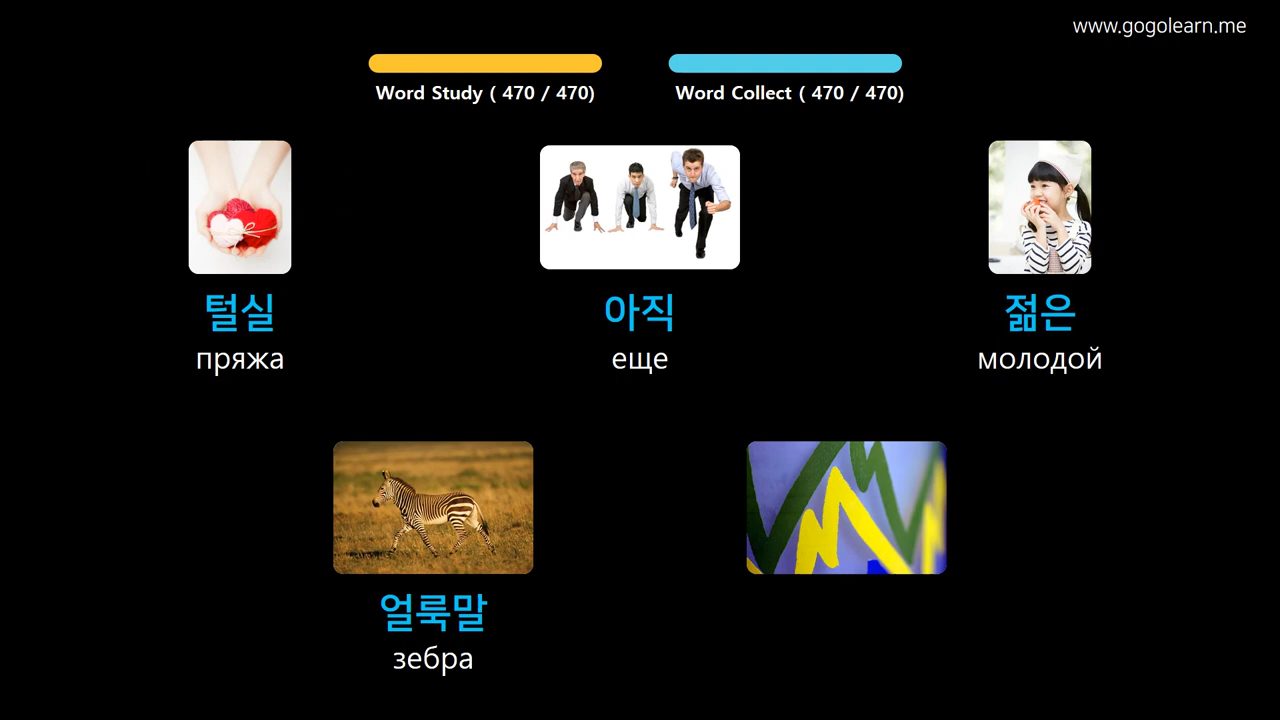 www.gogolearn.me
Word Study ( 470 / 470)
Word Collect ( 470 / 470)
털실
пряжа
아직
еще
젊은
молодой
얼룩말
зебра